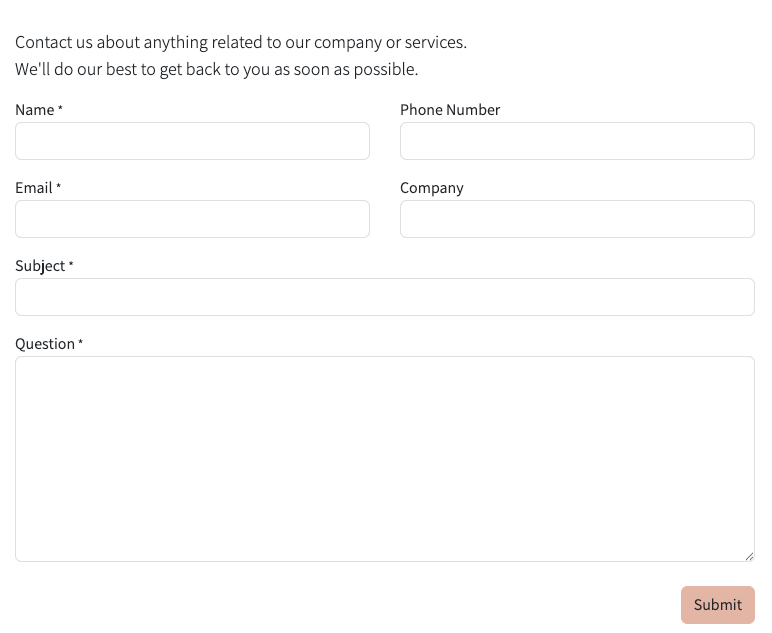 Contact us about anything related to our company or services.
We'll do our best to get back to you as soon as possible.
Name *
Phone Number
Email *
Company
Subject *
Question *
Submit